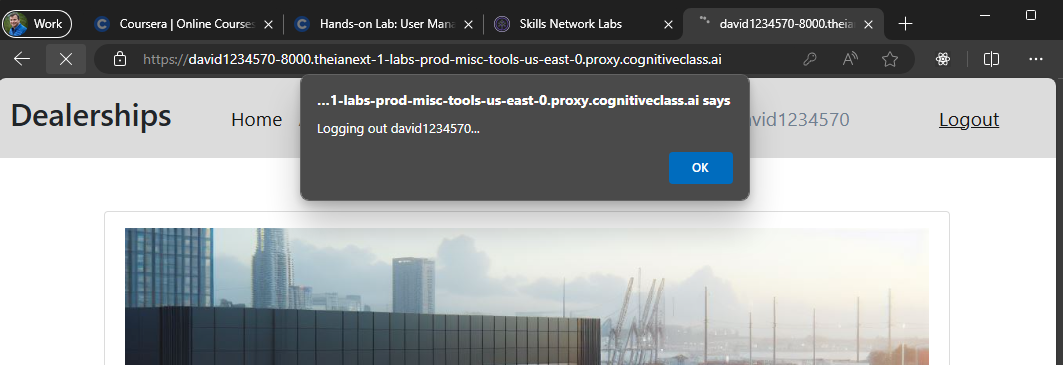 Work
Coursera | Online Courses
Hands-on Lab: User Mana
Skills Network Labs
david1234570-8000.theian
https://david1234570-8000.theianext-1-labs-prod-misc-tools-us-east-0.proxy.cognitiveclass.ai
...1-labs-prod-misc-tools-us-east-0.proxy.cognitiveclass.ai says
Logging out david1234570...
OK
Dealerships
Home
avid1234570
Logout